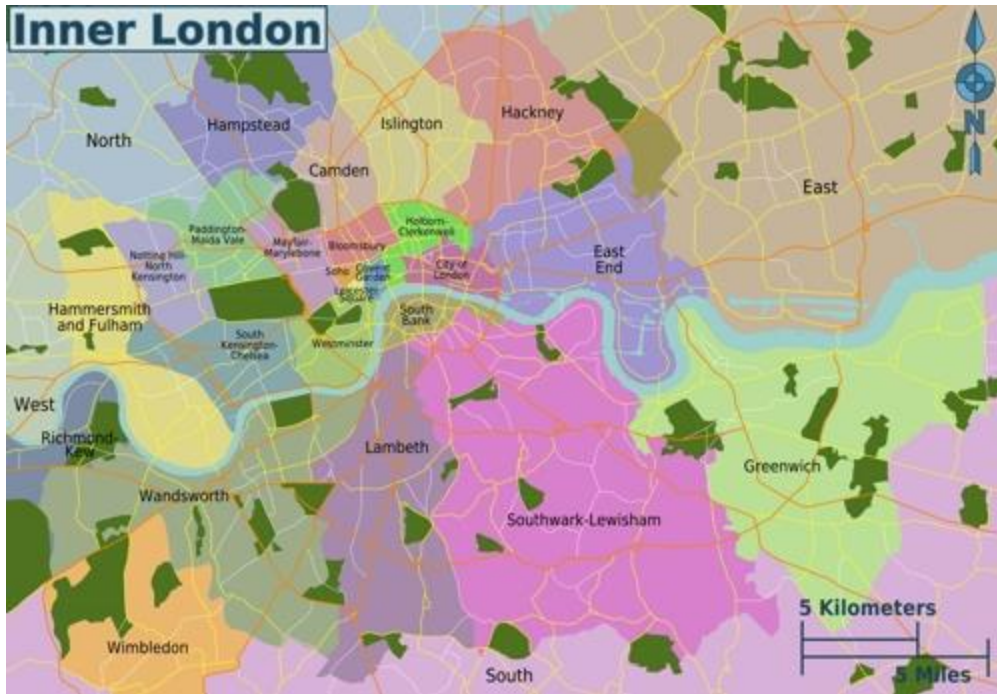 Inner London
N
North
Hampstead
Islington
Hackney
Camden
East
Paddington-
Maida Vale
Mayfair-
Marylebone
Bloomsbury
Holborn-
Clerkenwell
Notting Hill-
North
Kensington
Soho
Covent
Garden
Leicester
Square
City of
London
East
End
Hammersmith
and Fulham
South
Kensington-
Chelsea
Westminster
South
Bank
West
Richmond-
Kew
Lambeth
Greenwich
Wandsworth
Southwark-Lewisham
Wimbledon
South
5 Kilometers
5 Miles